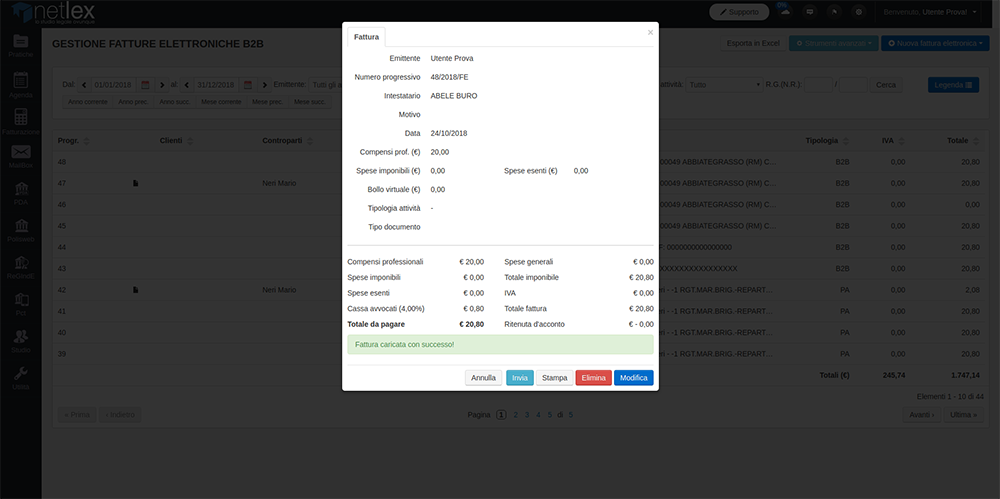 netlex
Supporto
Benvenuto, Utente Prova!
GESTIONE FATTURE ELETTRONICHE B2B
Esporta in Excel
Strumenti avanzati
Nuova fattura elettronica
Pratiche
Agenda
Fatturazione
Mailbox
PDA
Polisweb
ReGIndE
PU
Studio
Utilità
Dal: 01/01/2018 al: 31/12/2018 Emittente: Tutti gli a
attività: Tutto R.G.(N.R.): / Cerca Legenda
Anno corrente Anno prec. Anno succ. Mese corrente Mese prec. Mese succ.
Progr. Clienti Controparti Tipologia IVA Totale
48 00049 ABBIATEGRASSO (RM) C... B2B 0,00 20,80
47 Neri Mario 00049 ABBIATEGRASSO (RM) C... B2B 0,00 20,80
46 00049 ABBIATEGRASSO (RM) C... B2B 0,00 0,00
45 00049 ABBIATEGRASSO (RM) C... B2B 0,00 20,80
44 F: 0000000000000000 B2B 0,00 20,80
43 B2B 0,00 20,80
42 Neri Mario - -1 RGT.MAR.BRIG.-REPART... PA 0,00 2,08
41 - -1 RGT.MAR.BRIG.-REPART... PA 0,00 20,80
40 - -1 RGT.MAR.BRIG.-REPART... PA 0,00 20,80
39 - -1 RGT.MAR.BRIG.-REPART... PA 0,00 20,80
Totali (€) 245,74 1.747,14
Elementi 1 - 10 di 44
« Prima ‹ Indietro Pagina 1 2 3 4 5 di 5 Avanti › Ultima »
Fattura ×
Emittente Utente Prova
Numero progressivo 48/2018/FE
Intestatario ABELE BURO
Motivo
Data 24/10/2018
Compensi prof. (€) 20,00
Spese imponibili (€) 0,00 Spese esenti (€) 0,00
Bollo virtuale (€) 0,00
Tipologia attività -
Tipo documento
Compensi professionali € 20,00 Spese generali € 0,00
Spese imponibili € 0,00 Totale imponibile € 20,80
Spese esenti € 0,00 IVA € 0,00
Cassa avvocati (4,00%) € 0,80 Totale fattura € 20,80
Totale da pagare € 20,80 Ritenuta d'acconto € - 0,00
Fattura caricata con successo!
Annulla Invia Stampa Elimina Modifica